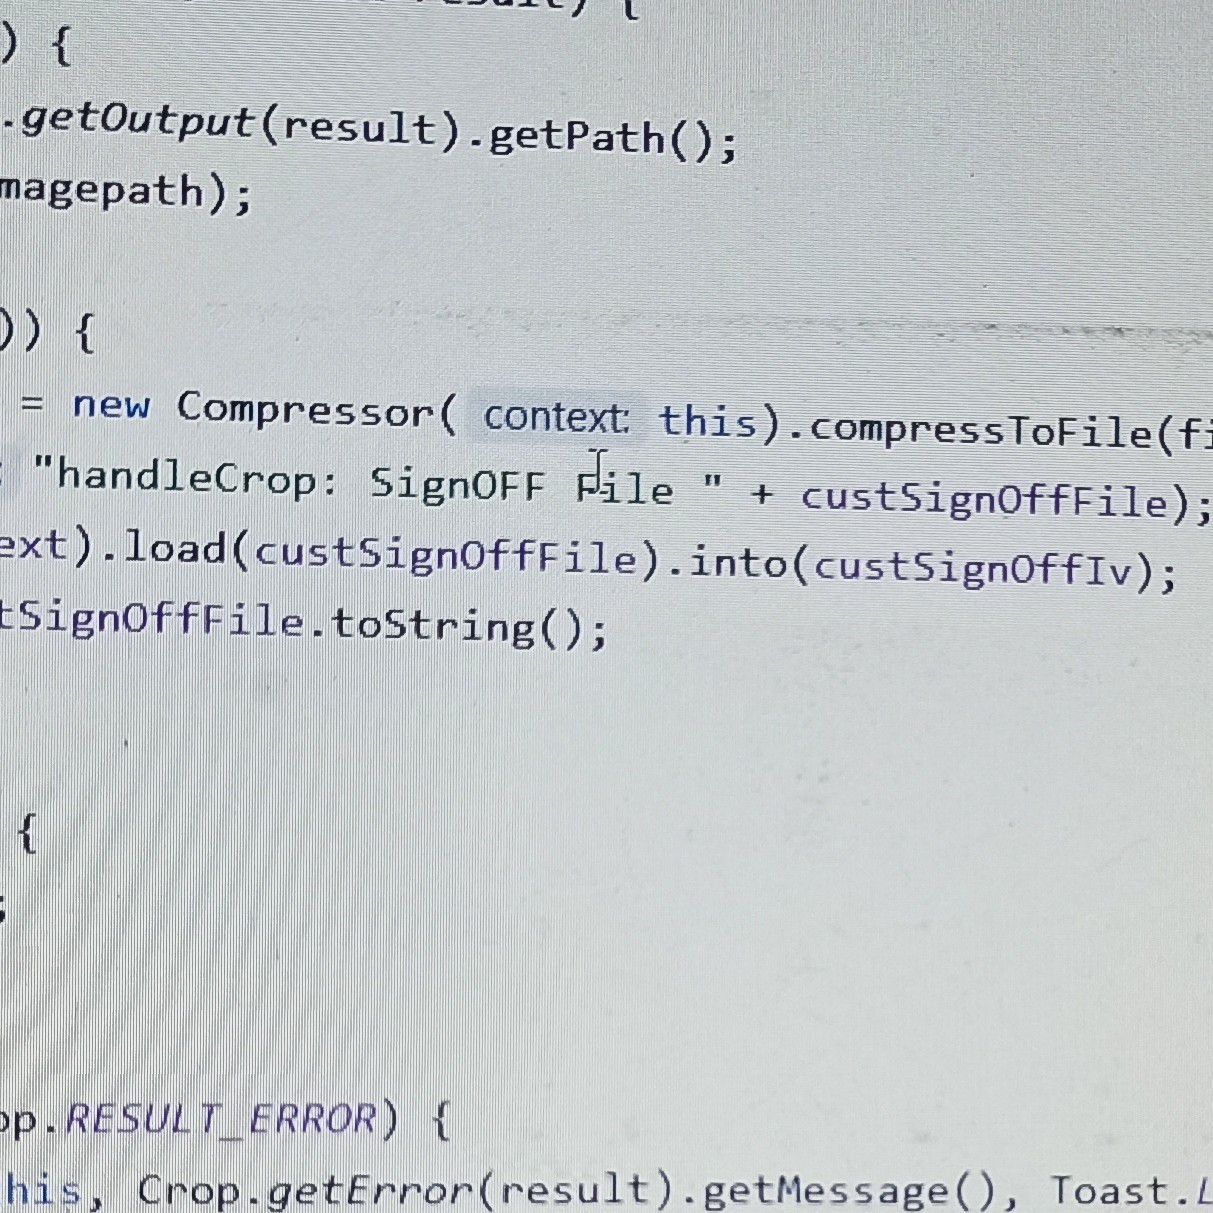 ) {
.getOutput(result).getPath();
magepath);
)) {
= new Compressor( context: this).compressToFile(fi
"handleCrop: SignOFF File " + custSignOffFile);
ext).load(custSignOffFile).into(custSignOffIv);
tSignOffFile.toString();
{
;
op.RESULT_ERROR) {
his, Crop.getError(result).getMessage(), Toast.L